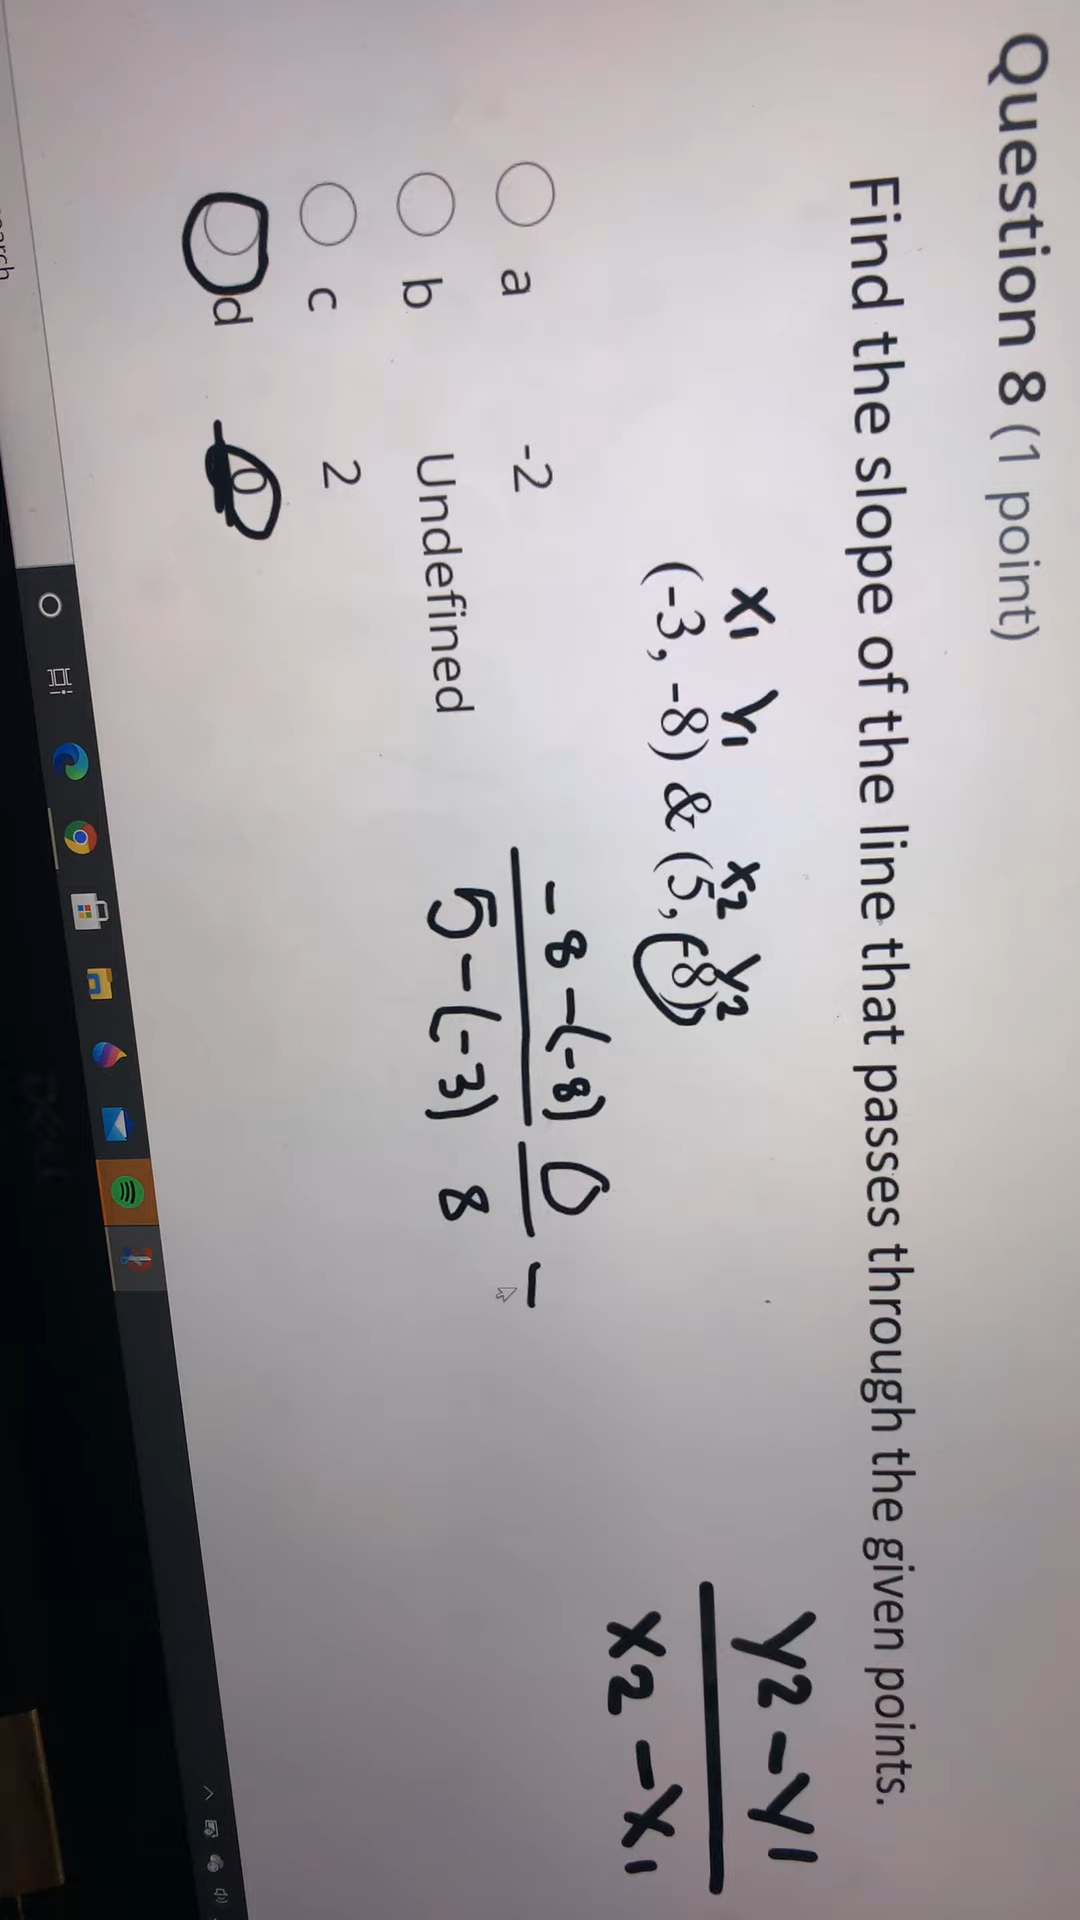 Question 8 (1 point)
Find the slope of the line that passes through the given points.
y2 - y1
x2 - x1
x1 y1 x2 y2
(-3, -8) & (5, -8)
-8 -(-8) 0 -
5 -(-3) 8
a -2
b Undefined
c 2
d 0